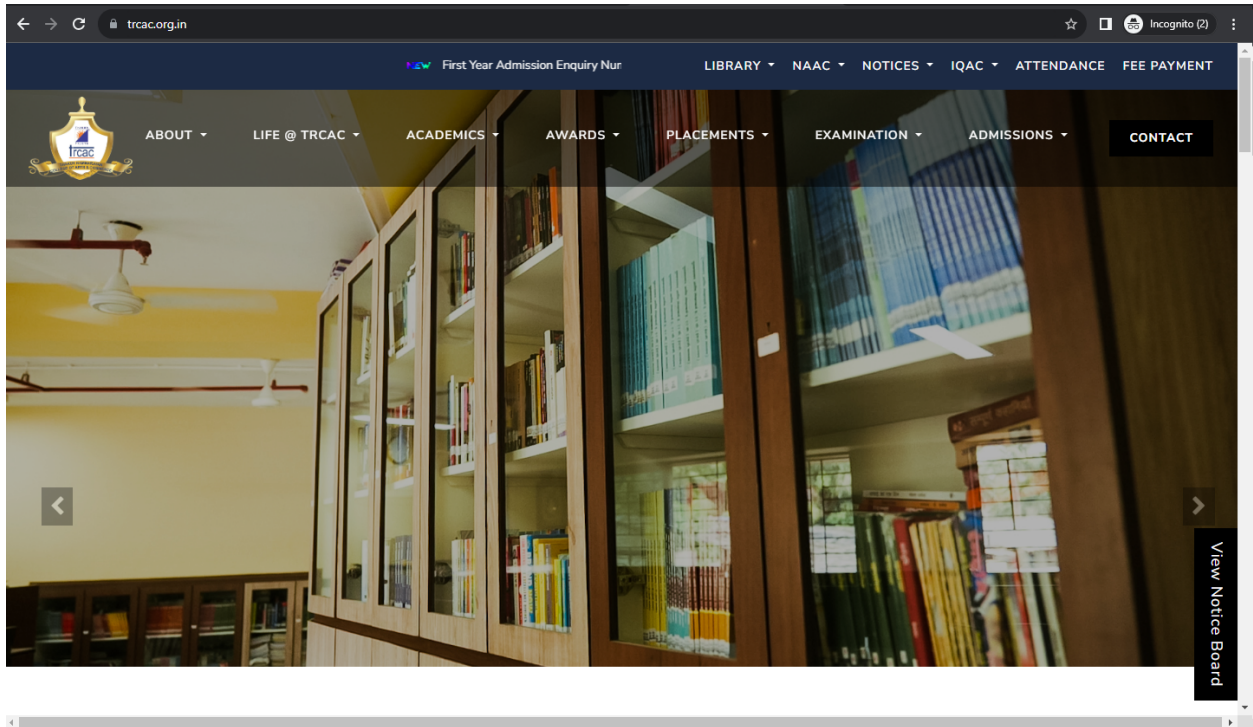 trcac.org.in
Incognito (2)
NEW First Year Admission Enquiry Nur
LIBRARY NAAC NOTICES IQAC ATTENDANCE FEE PAYMENT
trcac
ABOUT LIFE @ TRCAC ACADEMICS AWARDS PLACEMENTS EXAMINATION ADMISSIONS CONTACT
View Notice Board